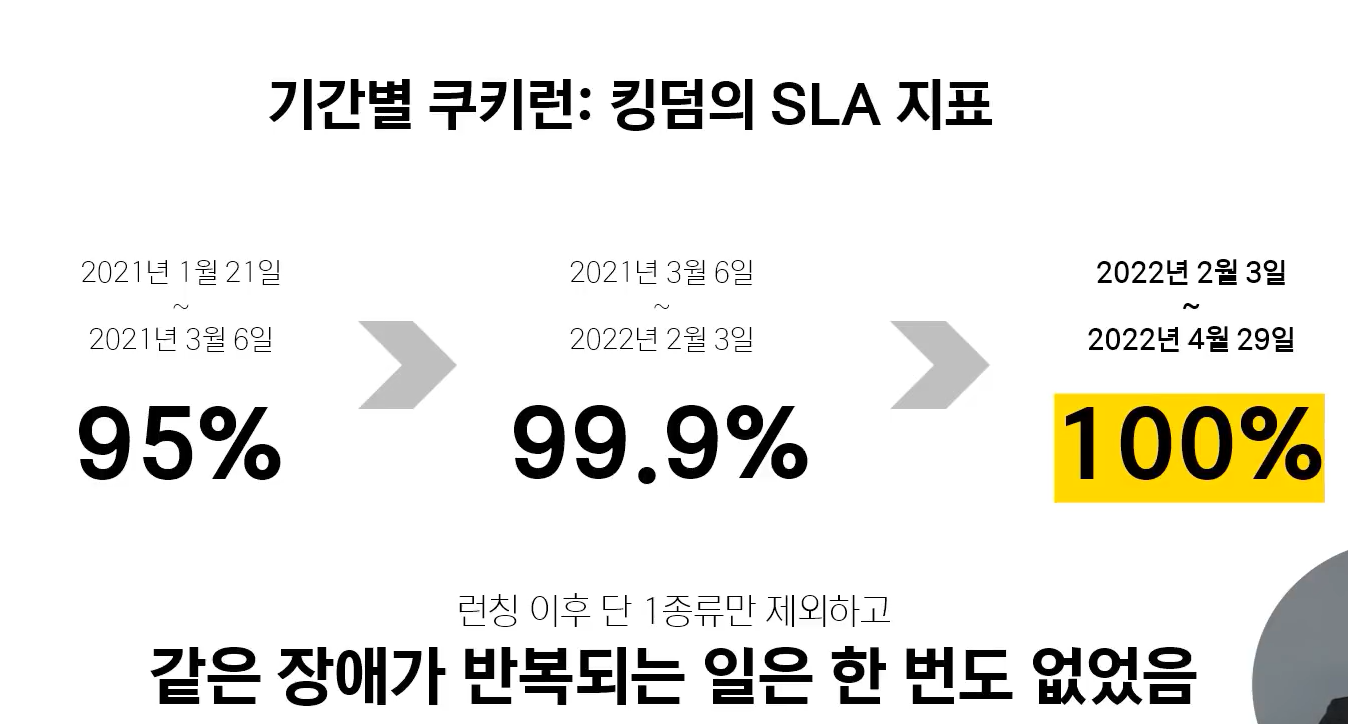 기간별 쿠키런: 킹덤의 SLA 지표
2021년 1월 21일
~
2021년 3월 6일
95%
2021년 3월 6일
~
2022년 2월 3일
99.9%
2022년 2월 3일
~
2022년 4월 29일
100%
런칭 이후 단 1종류만 제외하고
같은 장애가 반복되는 일은 한 번도 없었음